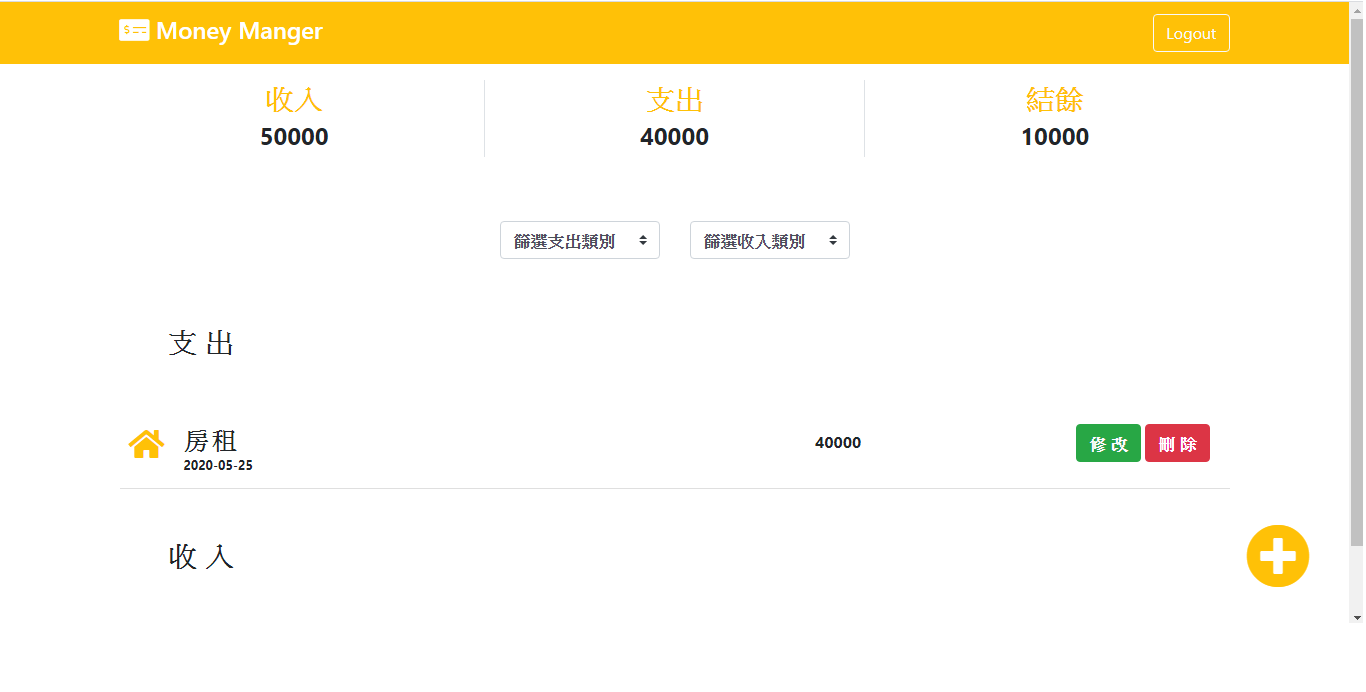 Money Manger
Logout
收入
50000
支出
40000
結餘
10000
篩選支出類別
篩選收入類別
支 出
房租
2020-05-25
40000
修 改
刪 除
收 入